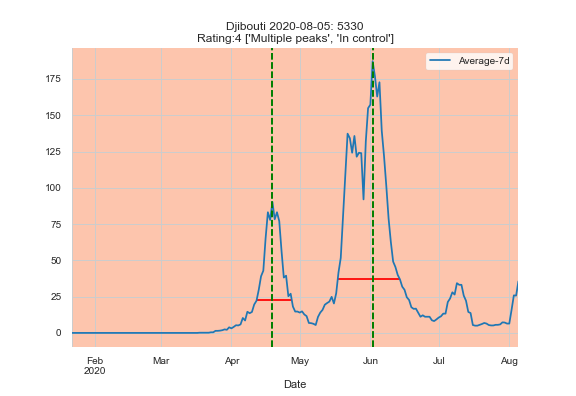 Djibouti 2020-08-05: 5330
Rating:4 ['Multiple peaks', 'In control']
Average-7d
175
150
125
100
75
50
25
0
Feb
2020
Mar
Apr
May
Jun
Jul
Aug
Date